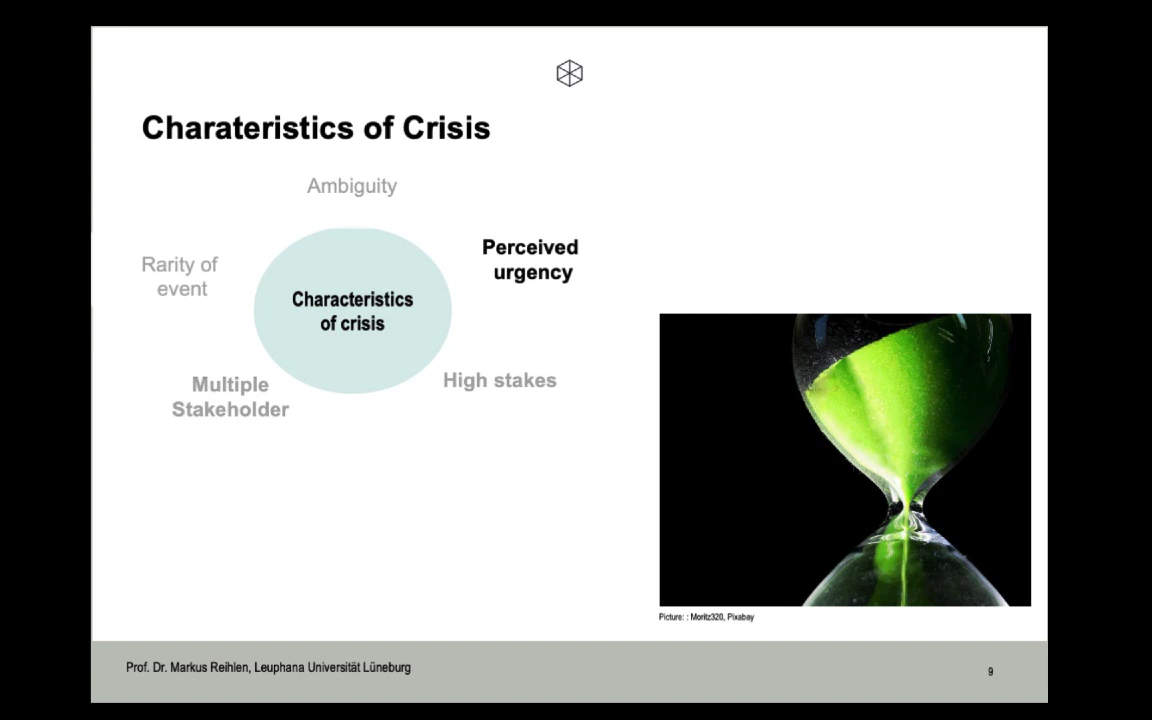 Charateristics of Crisis
Ambiguity
Perceived
urgency
Rarity of
event
Characteristics
of crisis
High stakes
Multiple
Stakeholder
Picture: : Moritz320, Pixabay
Prof. Dr. Markus Reihlen, Leuphana Universität Lüneburg
9